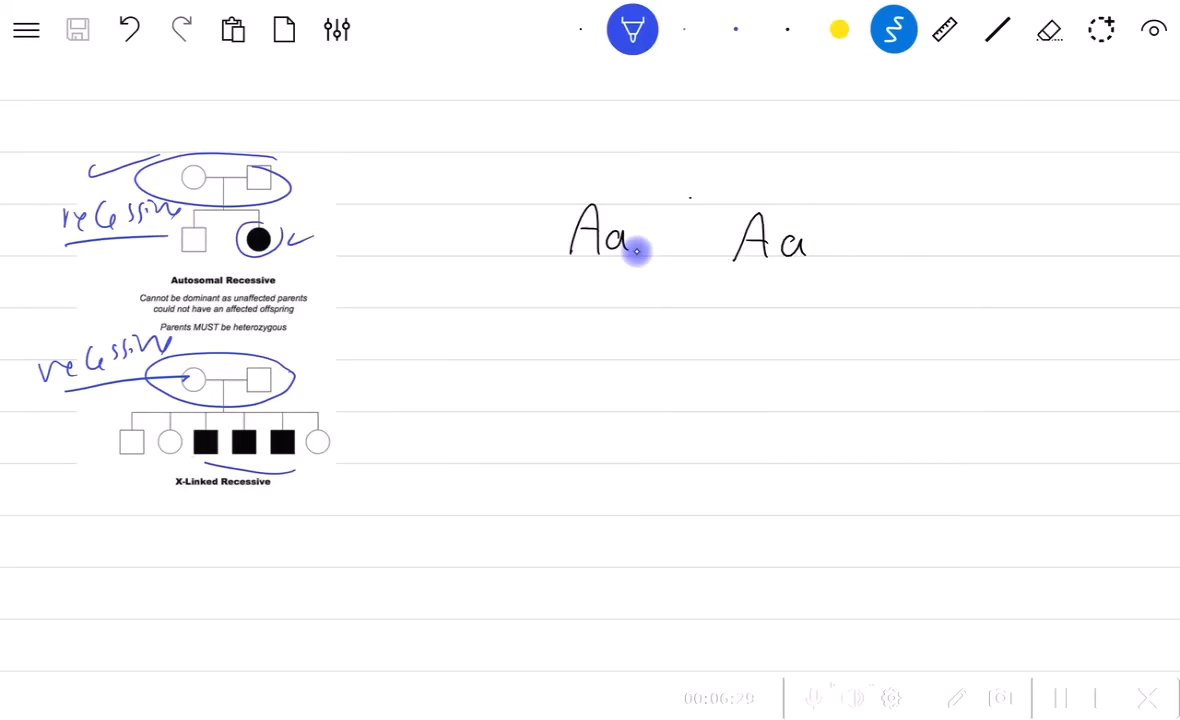 recessive
Autosomal Recessive
Cannot be dominant as unaffected parents
could not have an affected offspring
Parents MUST be heterozygous
recessive
X-Linked Recessive
Aa Aa
00:06:29